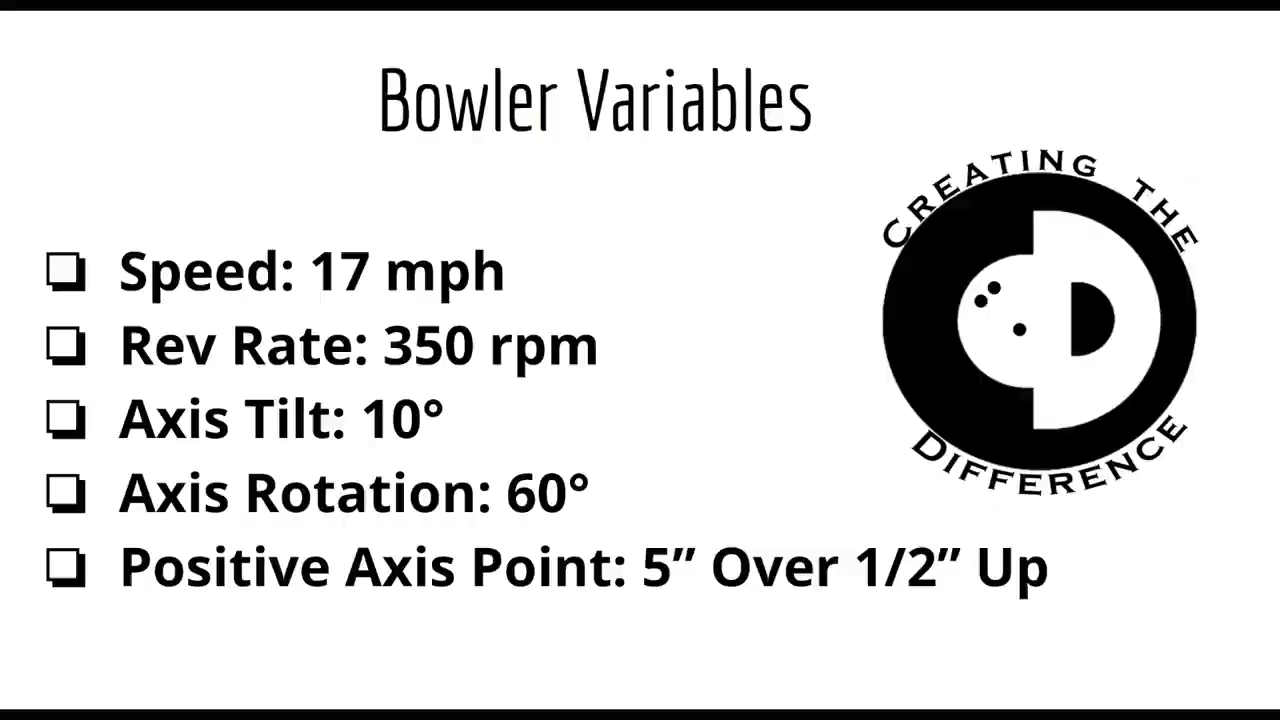 Bowler Variables
CREATING THE
Speed: 17 mph
Rev Rate: 350 rpm
Axis Tilt: 10°
Axis Rotation: 60°
DIFFERENCE
Positive Axis Point: 5” Over 1/2” Up